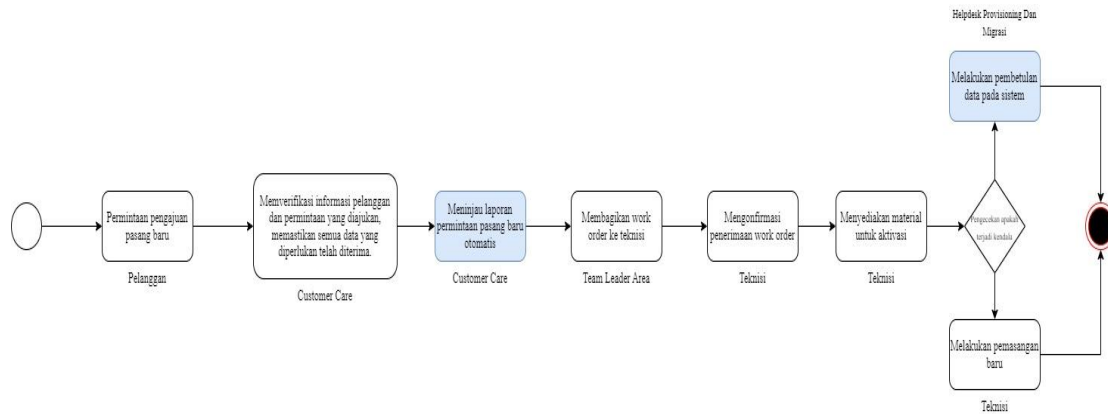 Helpdesk Provisioning Dan
Migrasi
Melakukan pembetulan
data pada sistem
Permintaan pengajuan
pasang baru
Pelanggan
Memverifikasi informasi pelanggan
dan permintaan yang diajukan,
memastikan semua data yang
diperlukan telah diterima.
Customer Care
Meninjau laporan
permintaan pasang baru
otomatis
Customer Care
Membagikan work
order ke teknisi
Team Leader Area
Mengonfirmasi
penerimaan work order
Teknisi
Menyediakan material
untuk aktivasi
Teknisi
Pengecekan apakah
terjadi kendala
Melakukan pemasangan
baru
Teknisi